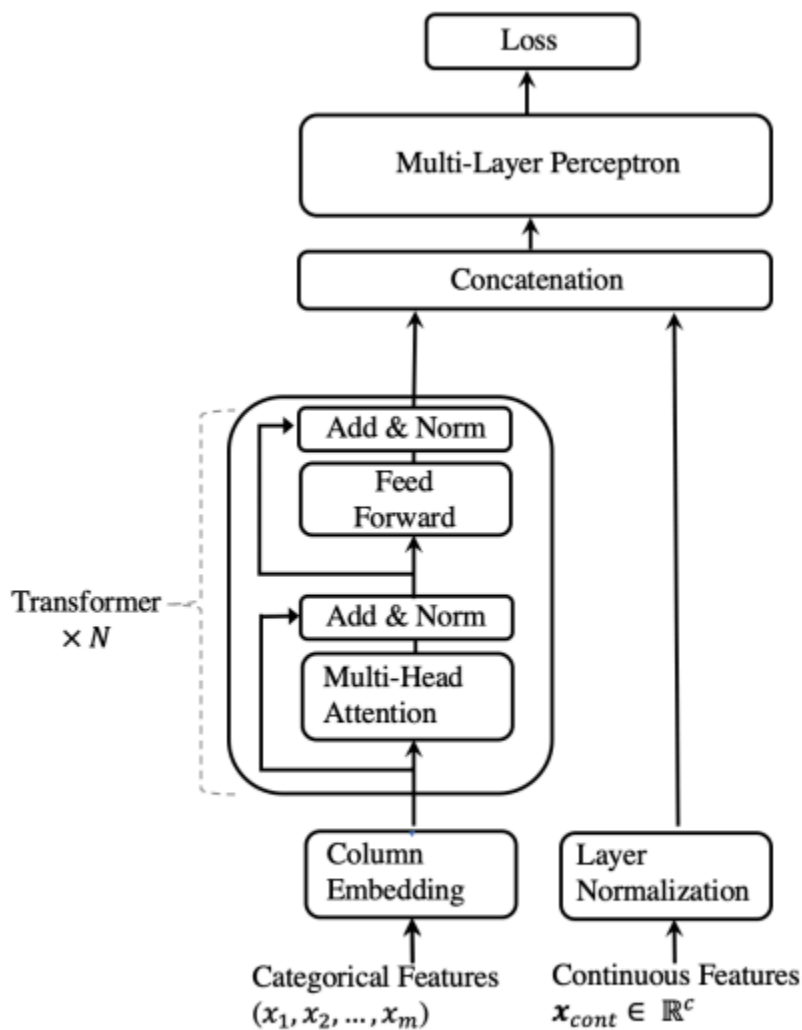 Loss
Multi-Layer Perceptron
Concatenation
Add & Norm
Feed
Forward
Transformer
× N
Add & Norm
Multi-Head
Attention
Column
Embedding
Layer
Normalization
Categorical Features
(x₁, x₂, ..., xₘ)
Continuous Features
x_cont ∈ ℝᶜ